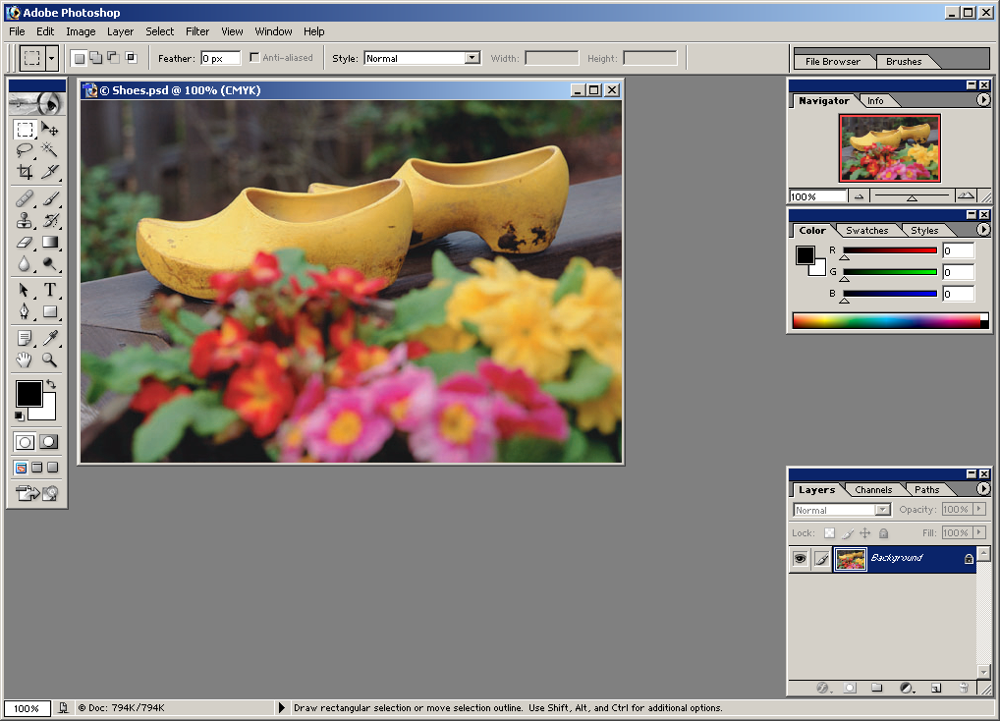 Adobe Photoshop
File Edit Image Layer Select Filter View Window Help
Feather: 0 px Anti-aliased Style: Normal Width: Height: File Browser Brushes
© Shoes.psd @ 100% (CMYK)
Navigator Info
100%
Color Swatches Styles
R 0
G 0
B 0
T
Layers Channels Paths
Normal Opacity: 100%
Lock: Fill: 100%
Background
100% © Doc: 794K/794K Draw rectangular selection or move selection outline. Use Shift, Alt, and Ctrl for additional options.